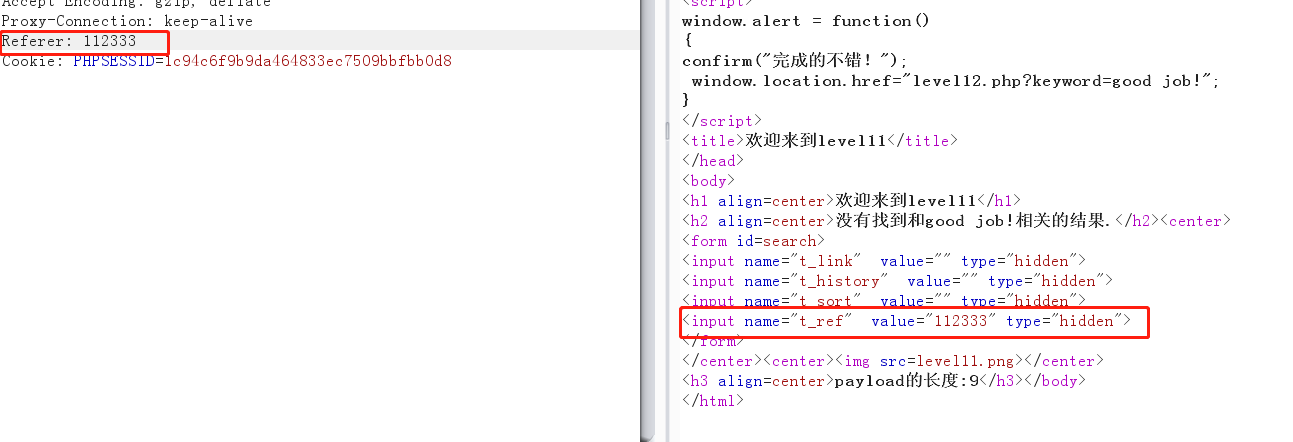 Accept Encoding: gzip, deflate
Proxy-Connection: keep-alive
Referer: 112333
Cookie: PHPSESSID=1c94c6f9b9da464833ec7509bbfbb0d8
<script>
window.alert = function()
{
confirm("完成的不错！");
window.location.href="level12.php?keyword=good job!";
}
</script>
<title>欢迎来到level11</title>
</head>
<body>
<h1 align=center>欢迎来到level11</h1>
<h2 align=center>没有找到和good job!相关的结果.</h2><center>
<form id=search>
<input name="t_link"  value="" type="hidden">
<input name="t_history"  value="" type="hidden">
<input name="t_sort"  value="" type="hidden">
<input name="t_ref"  value="112333" type="hidden">
</form>
</center><center><img src=level11.png></center>
<h3 align=center>payload的长度:9</h3></body>
</html>